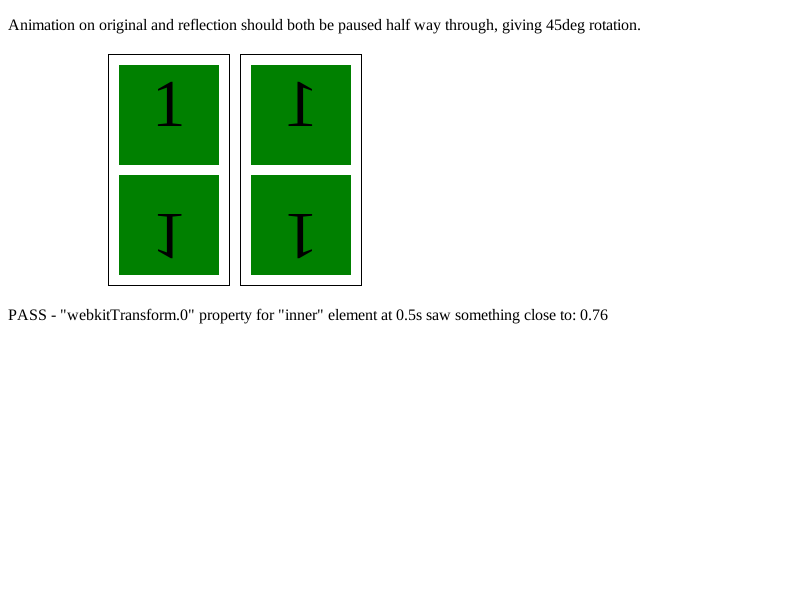 Animation on original and reflection should both be paused half way through, giving 45deg rotation.
1 1
1 1
PASS - "webkitTransform.0" property for "inner" element at 0.5s saw something close to: 0.76